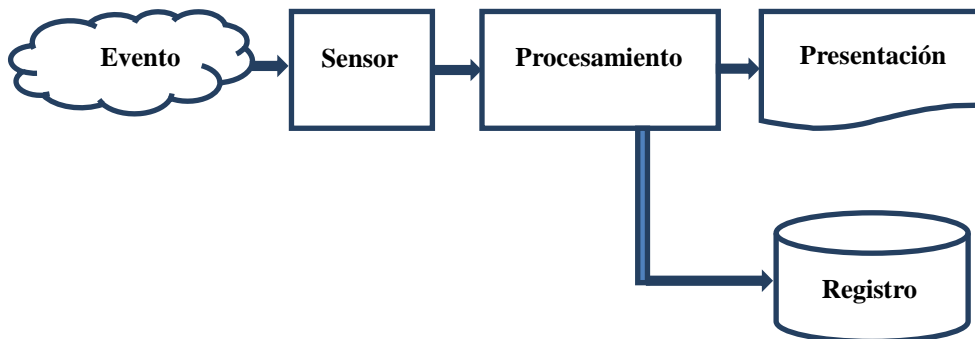 Evento
Sensor
Procesamiento
Presentación
Registro